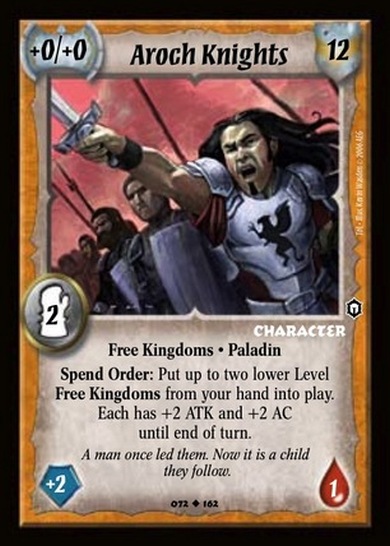 +0/+0
Aroch Knights
12
2
CHARACTER
Free Kingdoms • Paladin
Spend Order: Put up to two lower Level
Free Kingdoms from your hand into play.
Each has +2 ATK and +2 AC
until end of turn.
A man once led them. Now it is a child
they follow.
+2
072 ◆ 162
1